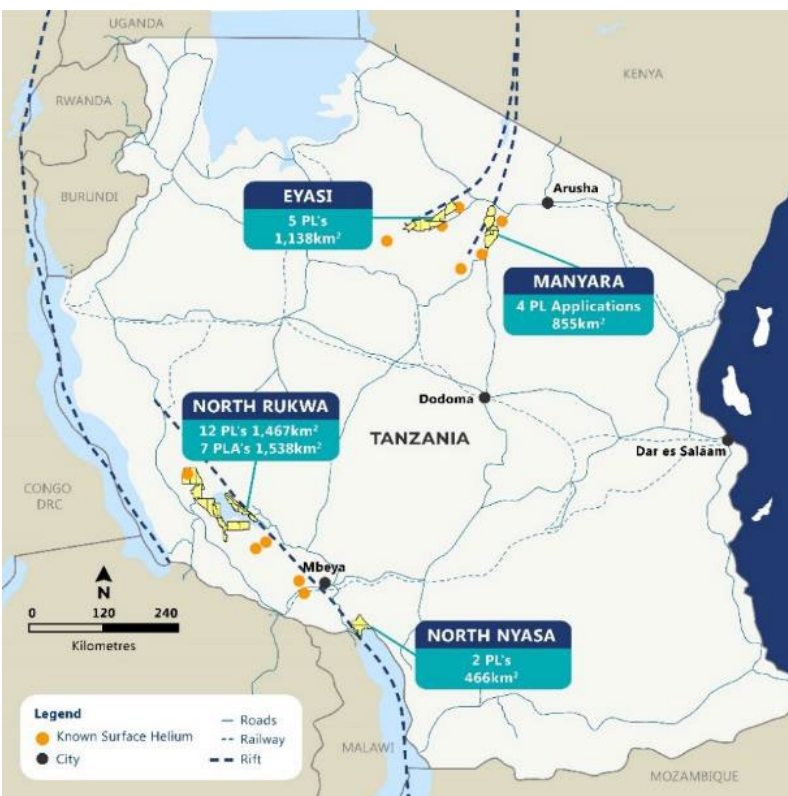 UGANDA
KENYA
RWANDA
BURUNDI
EYASI
5 PL's
1,138km²
Arusha
MANYARA
4 PL Applications
855km²
NORTH RUKWA
12 PL's 1,467km²
7 PLA's 1,538km²
Dodoma
TANZANIA
Dar es Salāam
CONGO
DRC
Mbeya
N
0 120 240
Kilometres
NORTH NYASA
2 PL's
466km²
Legend
Known Surface Helium
City
Roads
Railway
Rift
MALAWI
MOZAMBIQUE